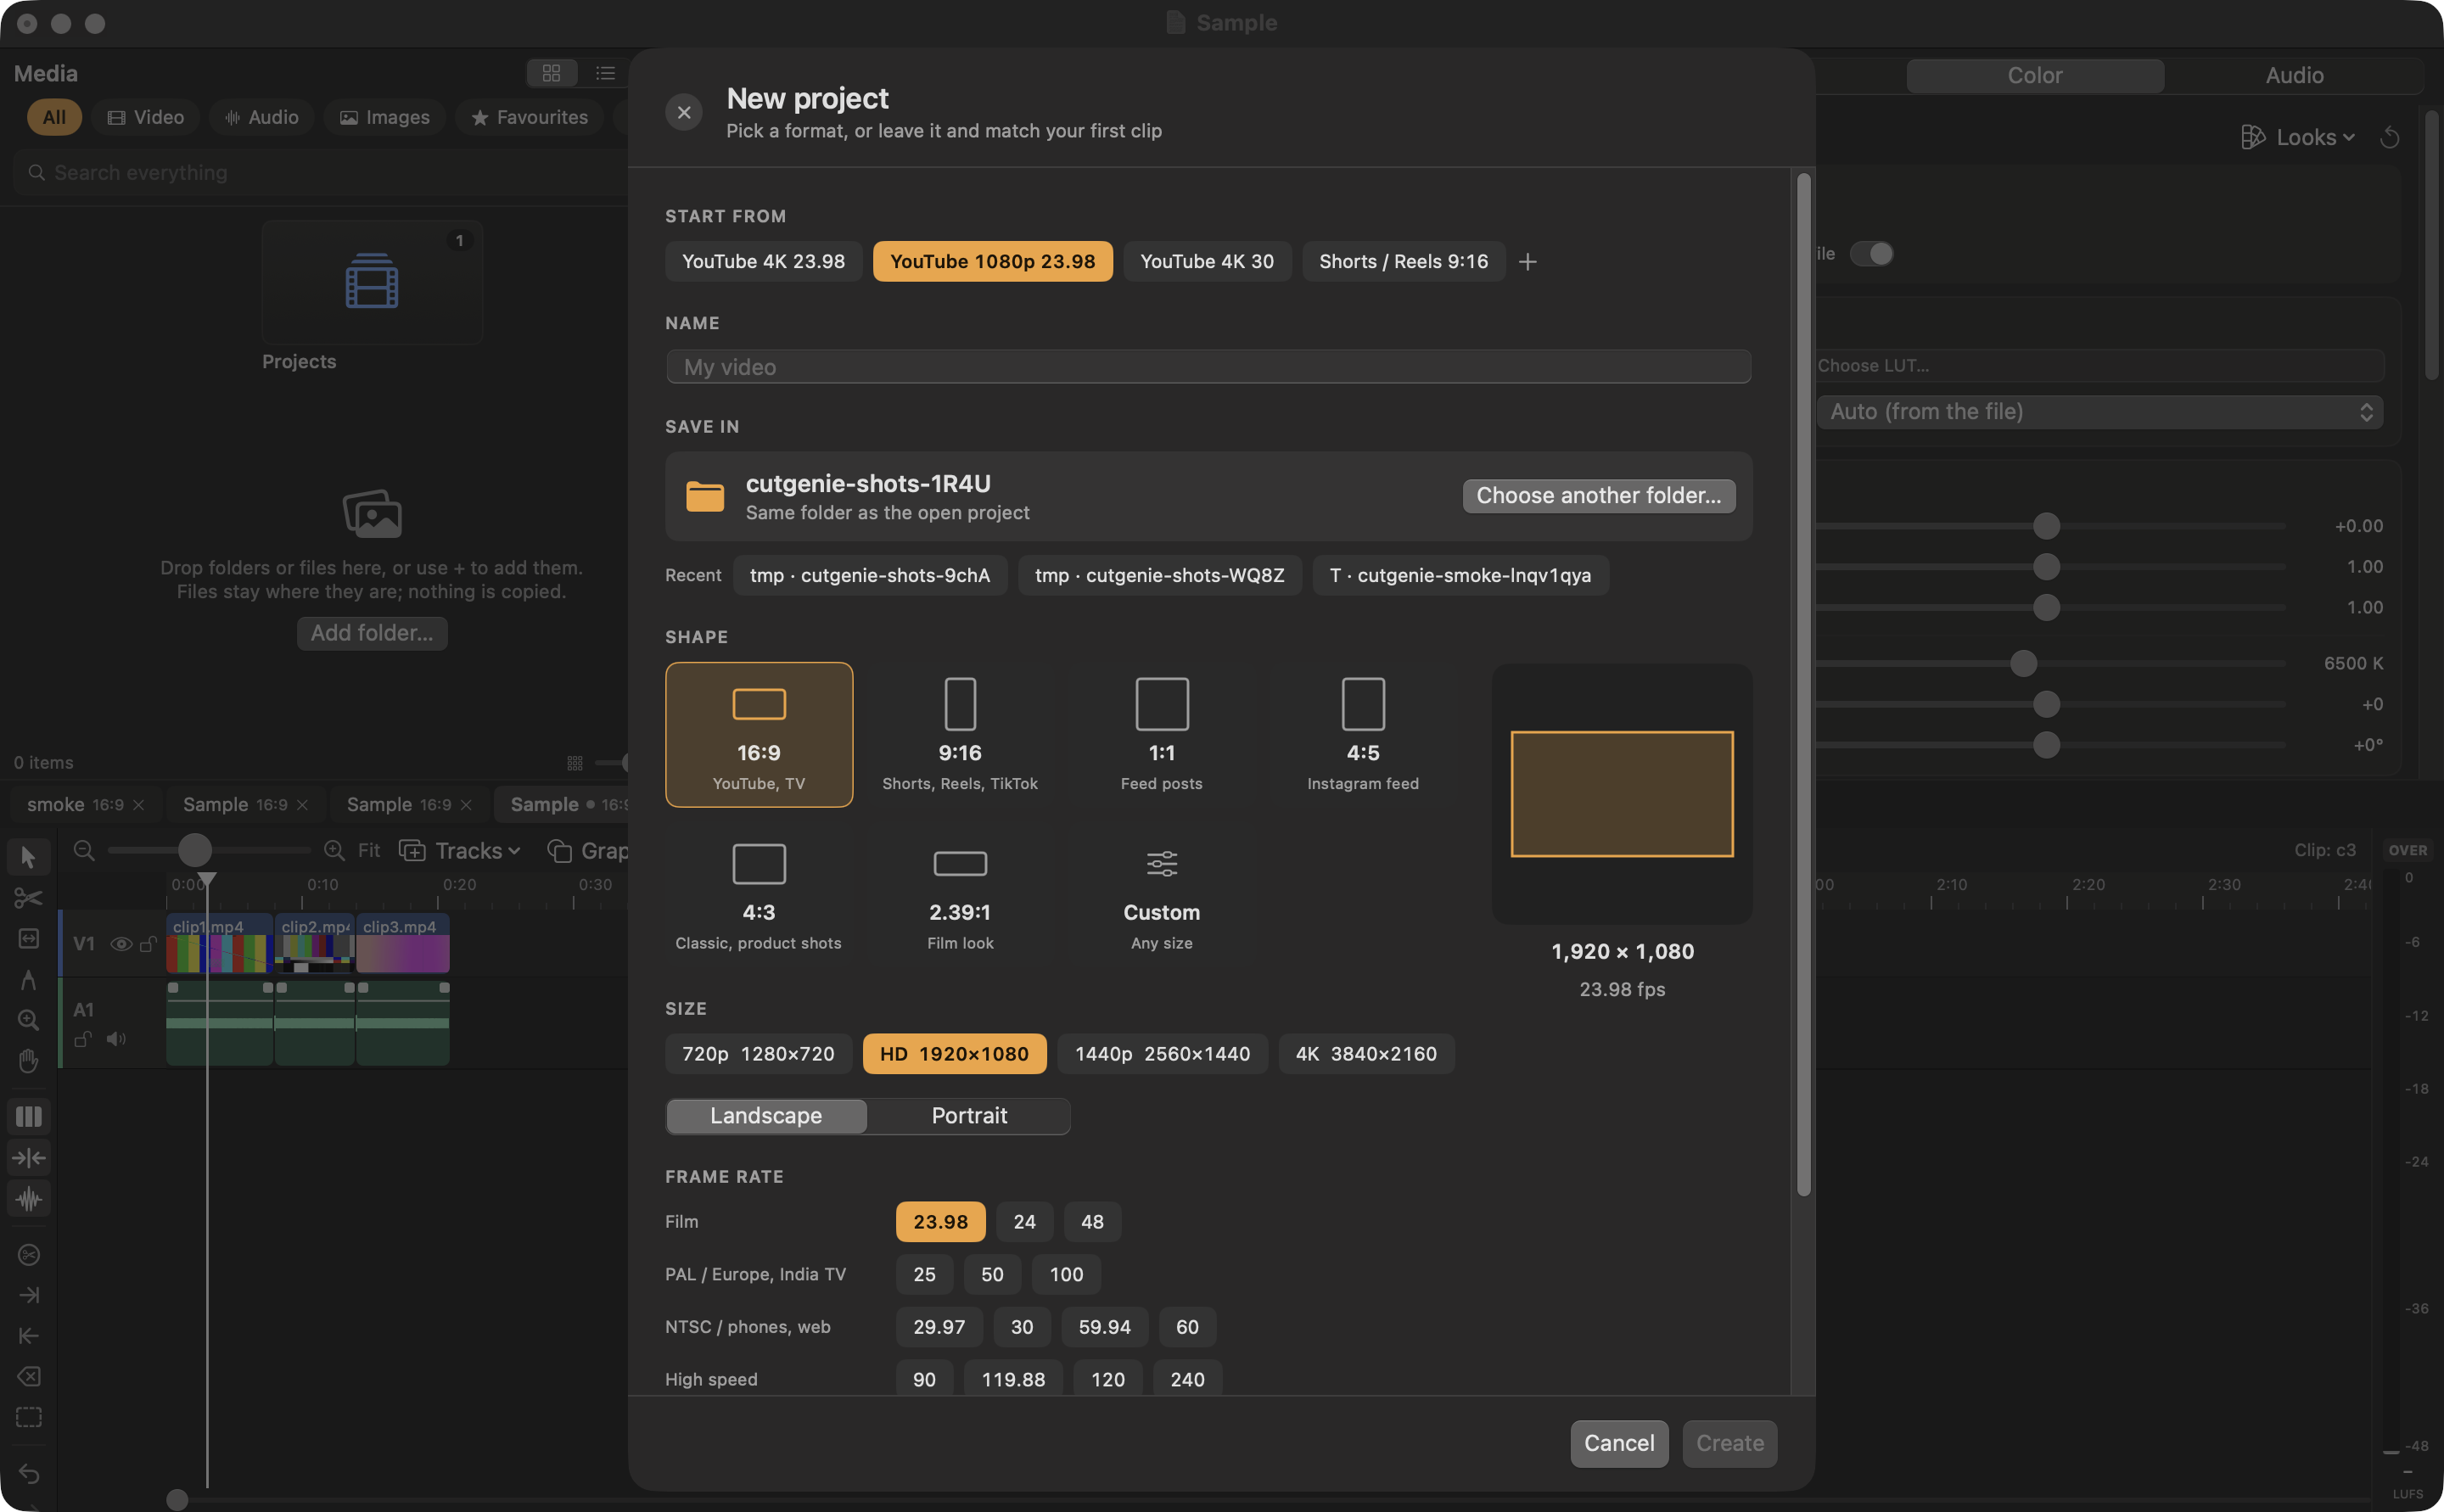 Sample
Media
All
Video
Audio
Images
Favourites
Search everything
1
Projects
Drop folders or files here, or use + to add them.
Files stay where they are; nothing is copied.
Add folder...
0 items
New project
Pick a format, or leave it and match your first clip
START FROM
YouTube 4K 23.98
YouTube 1080p 23.98
YouTube 4K 30
Shorts / Reels 9:16
NAME
My video
SAVE IN
cutgenie-shots-1R4U
Same folder as the open project
Choose another folder...
Recent
tmp · cutgenie-shots-9chA
tmp · cutgenie-shots-WQ8Z
T · cutgenie-smoke-lnqv1qya
SHAPE
16:9
YouTube, TV
9:16
Shorts, Reels, TikTok
1:1
Feed posts
4:5
Instagram feed
4:3
Classic, product shots
2.39:1
Film look
Custom
Any size
1,920 × 1,080
23.98 fps
SIZE
720p 1280×720
HD 1920×1080
1440p 2560×1440
4K 3840×2160
Landscape
Portrait
FRAME RATE
Film
23.98
24
48
PAL / Europe, India TV
25
50
100
NTSC / phones, web
29.97
30
59.94
60
High speed
90
119.88
120
240
Cancel
Create
Color
Audio
Looks
Choose LUT...
Auto (from the file)
+0.00
1.00
1.00
6500 K
+0
+0°
smoke 16:9
Sample 16:9
Sample 16:9
Sample
Fit
Tracks
0:00
0:10
0:20
0:30
V1
clip1.mp4
clip2.mp4
clip3.mp4
A1
Clip: c3
OVER
2:10
2:20
2:30
0
-6
-12
-18
-24
-36
-48
LUFS